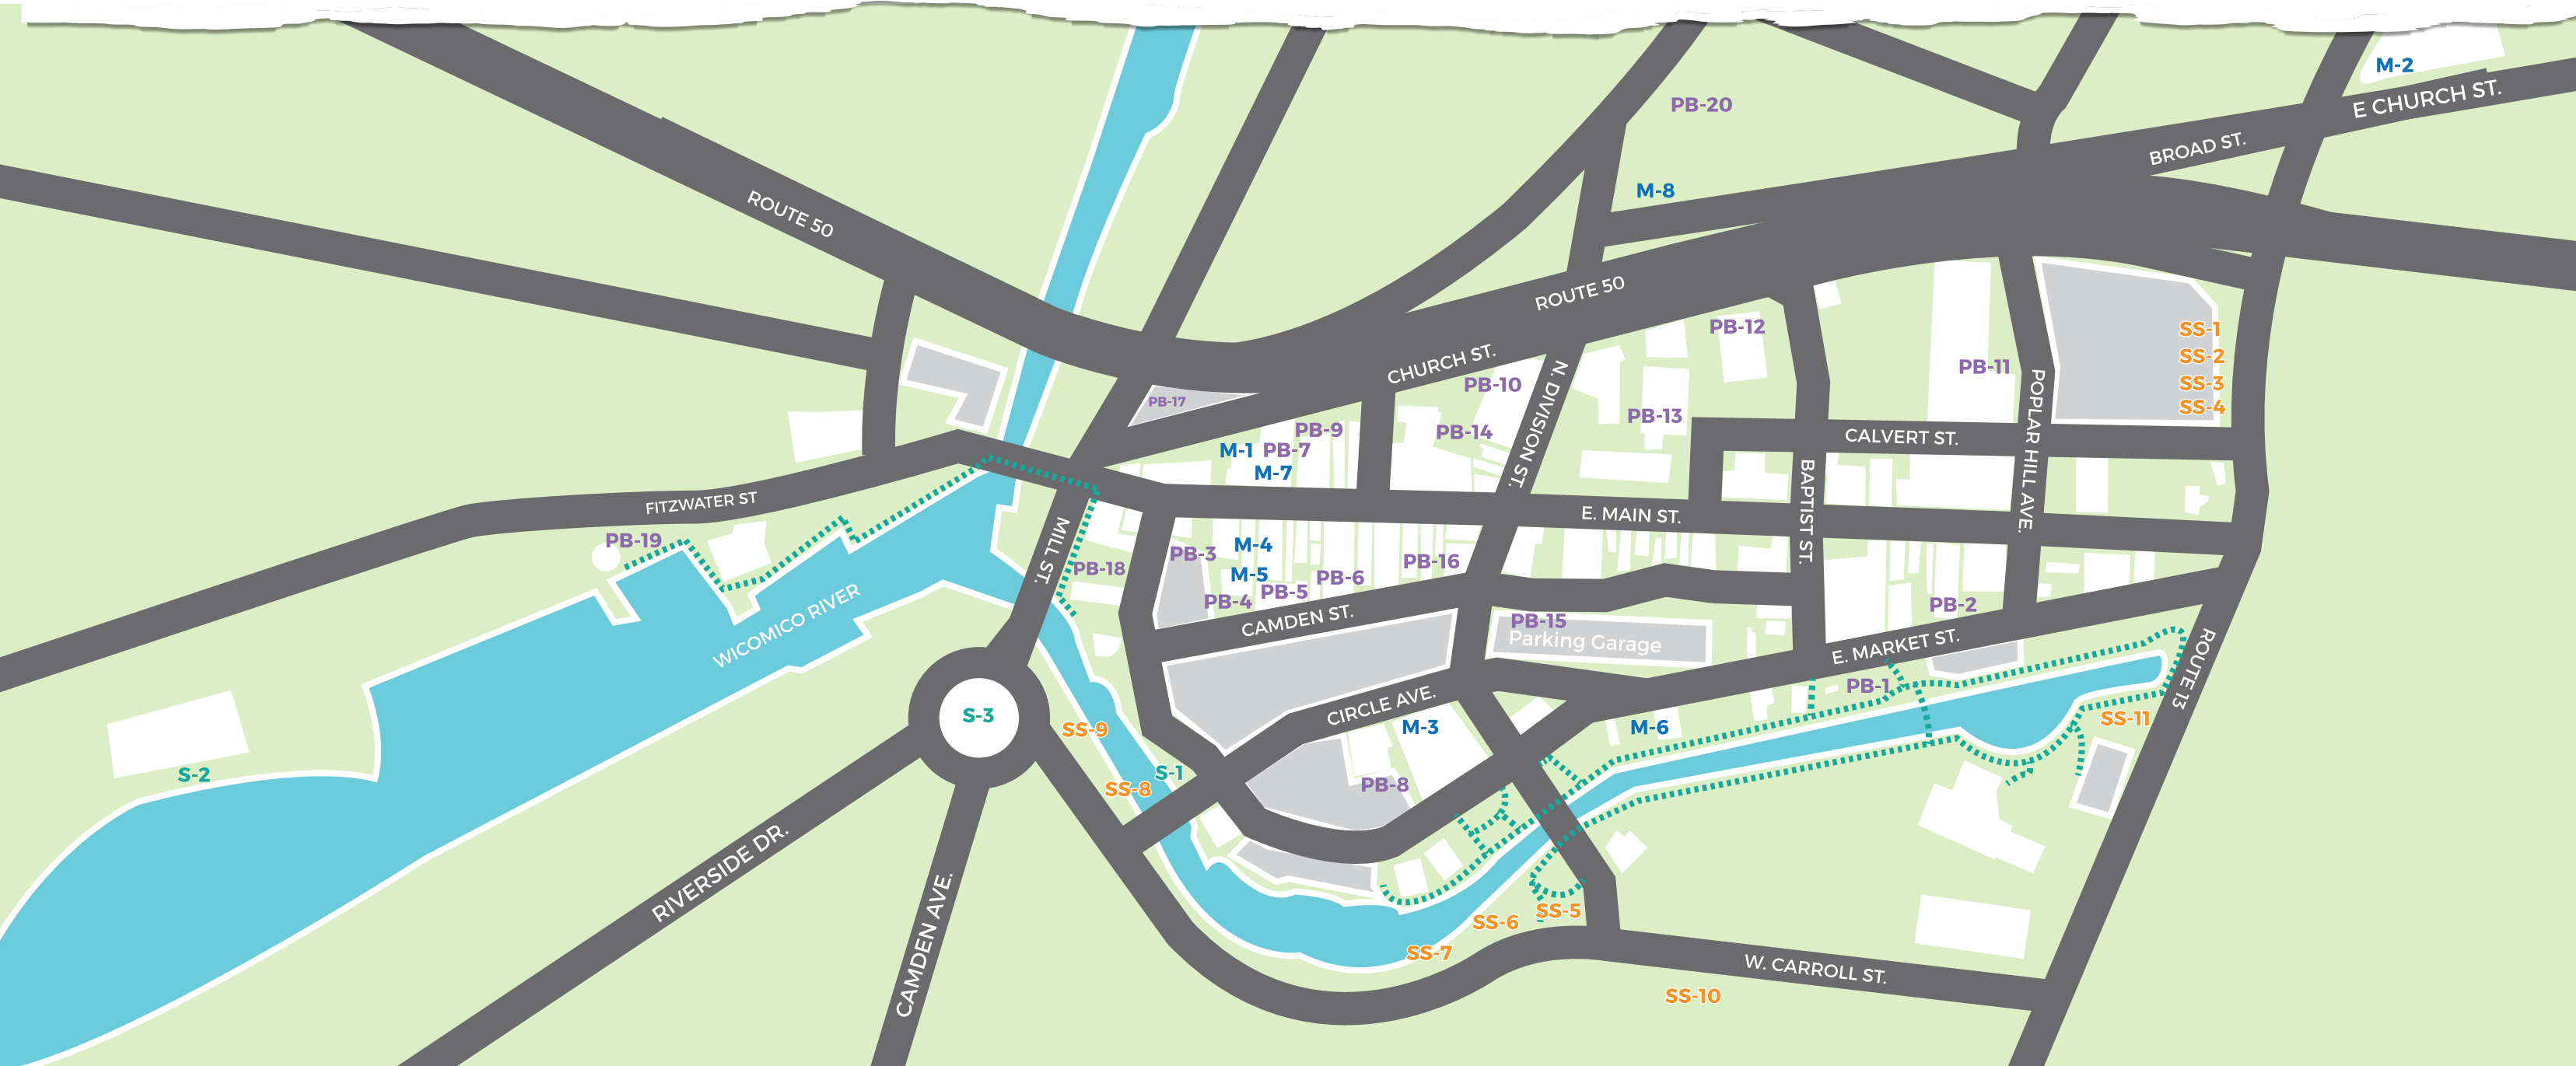 M-2
E CHURCH ST.
PB-20
BROAD ST.
M-8
ROUTE 50
ROUTE 50
SS-1
PB-12
SS-2
CHURCH ST.
PB-11
PB-10
SS-3
PB-17
SS-4
N. DIVISION ST.
PB-13
POPLAR HILL AVE.
PB-9
PB-14
CALVERT ST.
M-1
PB-7
M-7
FITZWATER ST
E. MAIN ST.
BAPTIST ST.
PB-19
MILL ST.
M-4
PB-3
PB-16
PB-18
M-5
PB-6
PB-5
PB-4
PB-2
WICOMICO RIVER
CAMDEN ST.
PB-15
Parking Garage
E. MARKET ST.
ROUTE 13
PB-1
S-3
CIRCLE AVE.
SS-11
SS-9
M-3
M-6
S-2
S-1
PB-8
SS-8
RIVERSIDE DR.
SS-5
SS-6
CAMDEN AVE.
SS-7
W. CARROLL ST.
SS-10